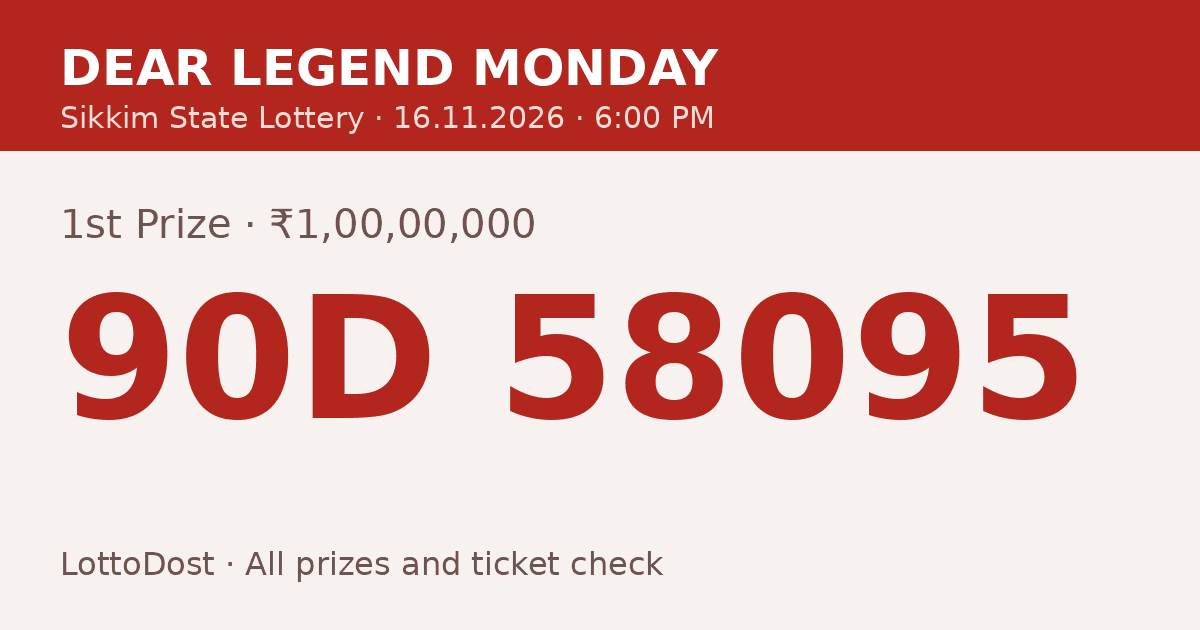 DEAR LEGEND MONDAY
Sikkim State Lottery · 16.11.2026 · 6:00 PM
1st Prize · ₹1,00,00,000
90D 58095
LottoDost · All prizes and ticket check